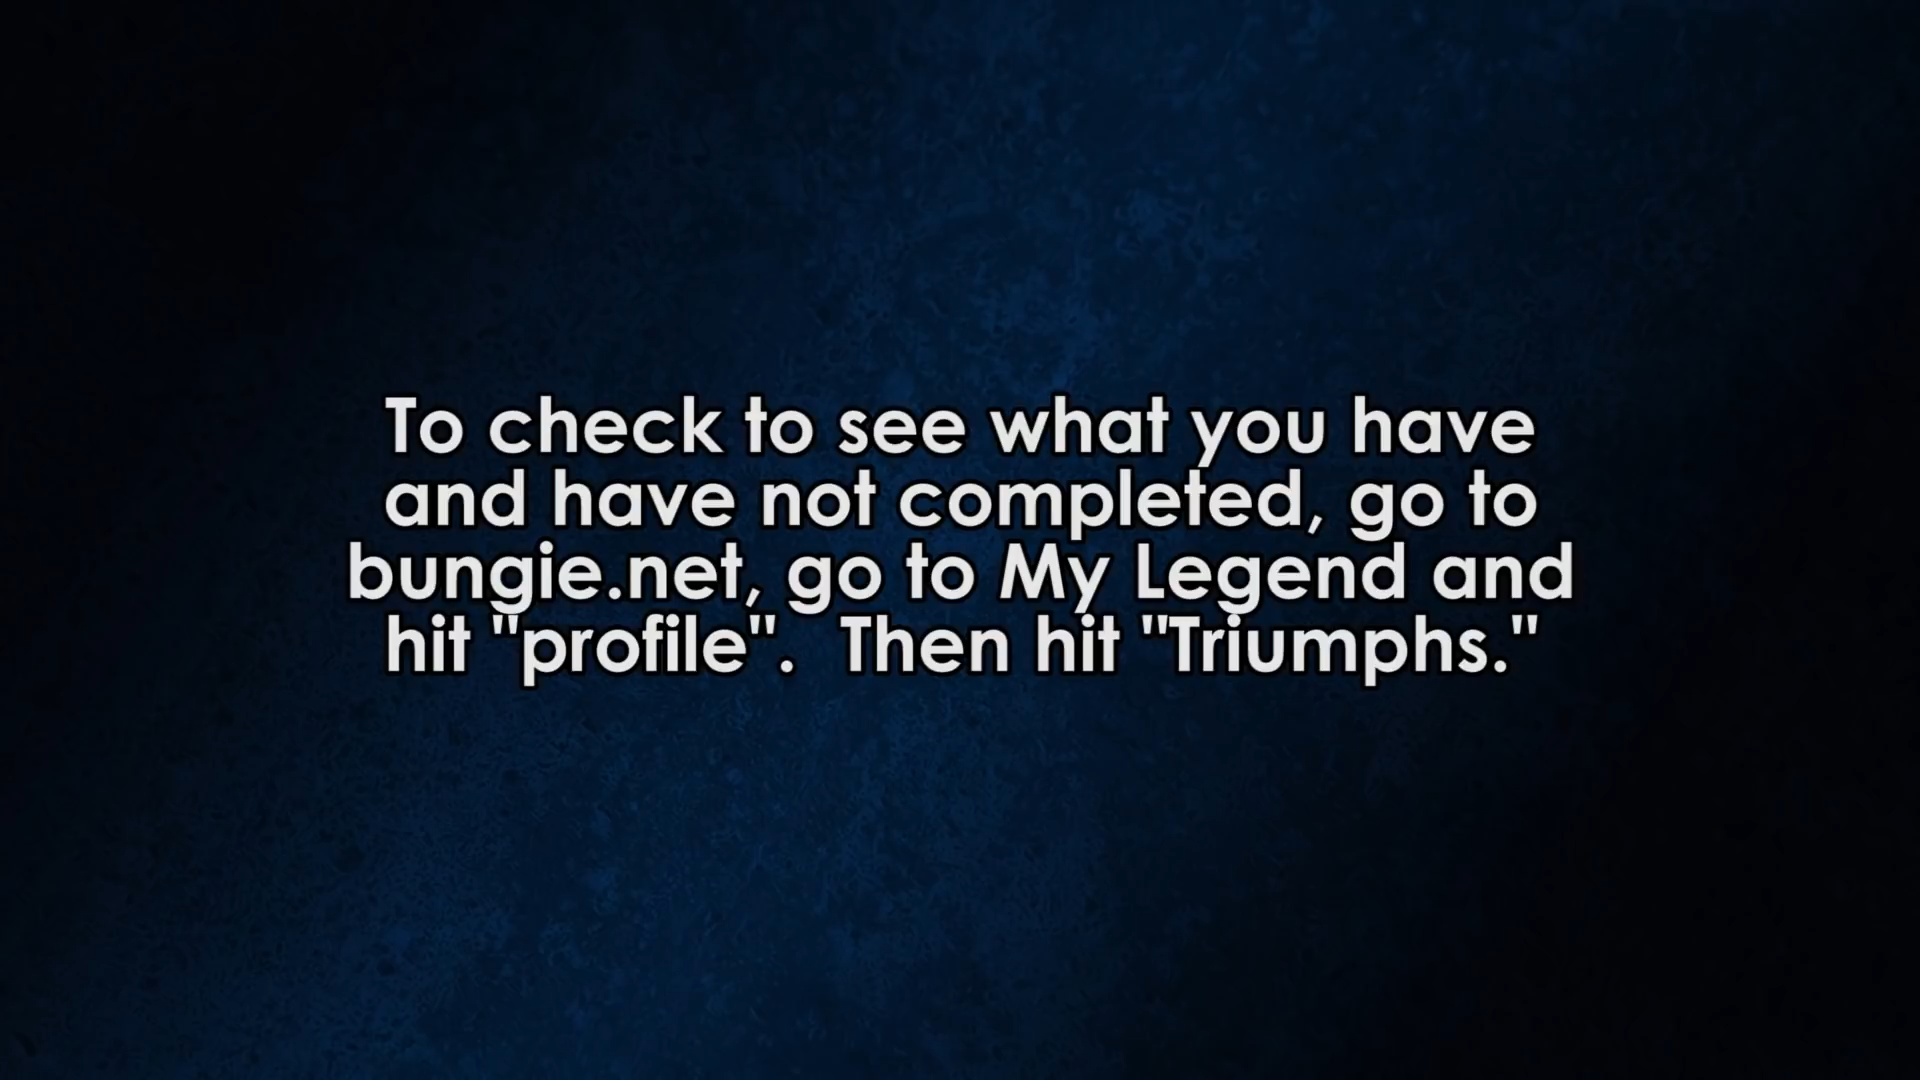 To check to see what you have
and have not completed, go to
bungie.net, go to My Legend and
hit "profile".  Then hit "Triumphs."